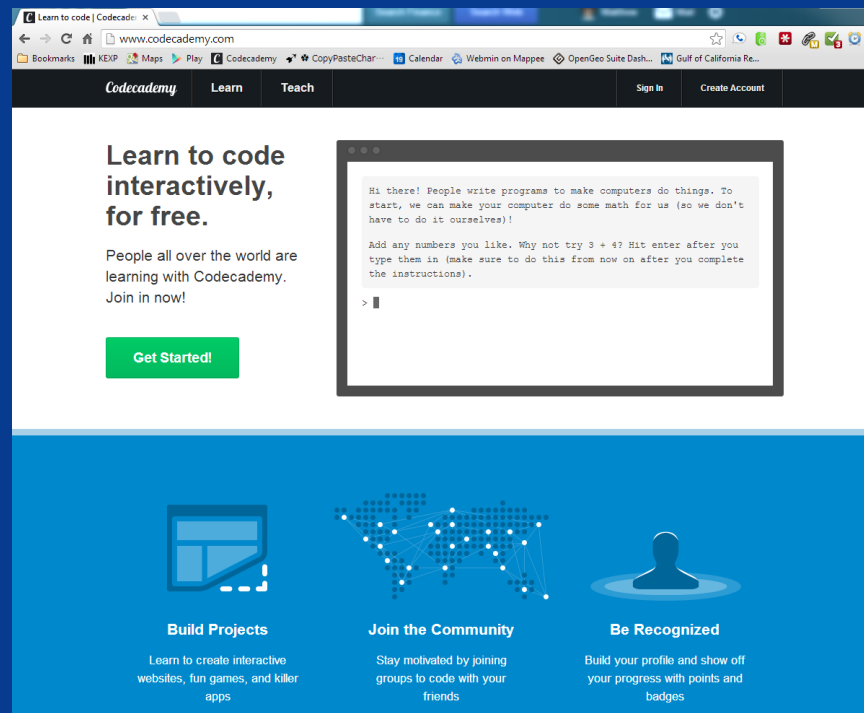 Learn to code | Codecade
www.codecademy.com
Bookmarks KEXP Maps Play Codecademy CopyPasteChar··· Calendar Webmin on Mappee OpenGeo Suite Dash... Gulf of California Re...
Codecademy Learn Teach Sign In Create Account
Learn to code
interactively,
for free.
People all over the world are
learning with Codecademy.
Join in now!
Get Started!
Hi there! People write programs to make computers do things. To
start, we can make your computer do some math for us (so we don't
have to do it ourselves)!
Add any numbers you like. Why not try 3 + 4? Hit enter after you
type them in (make sure to do this from now on after you complete
the instructions).
>
Build Projects
Learn to create interactive
websites, fun games, and killer
apps
Join the Community
Stay motivated by joining
groups to code with your
friends
Be Recognized
Build your profile and show off
your progress with points and
badges